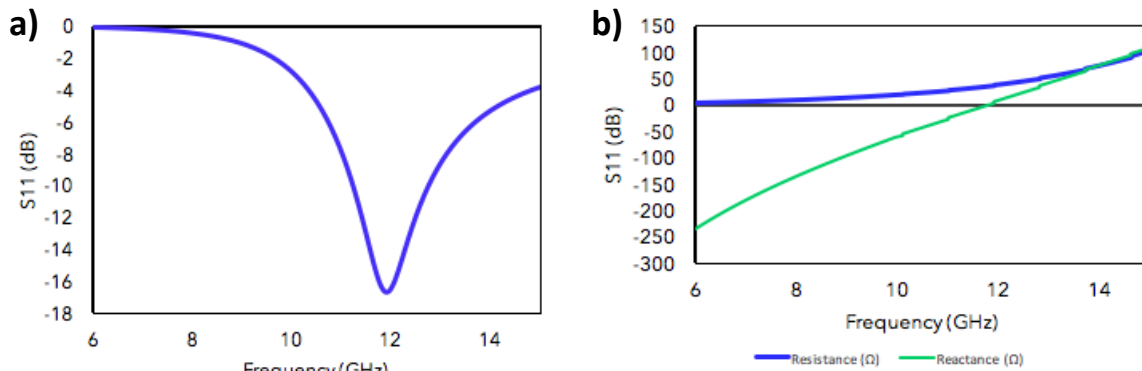 a)
S11 (dB)
0
-2
-4
-6
-8
-10
-12
-14
-16
-18
6 8 10 12 14
Frequency (GHz)
b)
S11 (dB)
150
100
50
0
-50
-100
-150
-200
-250
-300
6 8 10 12 14
Frequency (GHz)
Resistance (Ω) Reactance (Ω)